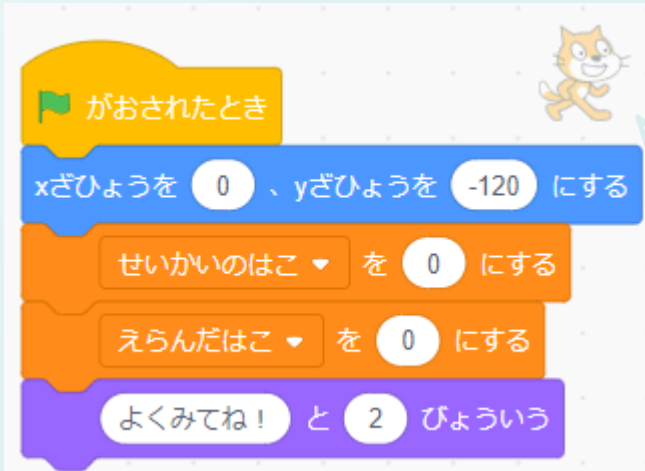 がおされたとき
xざひょうを 0 、yざひょうを -120 にする
せいかいのはこ を 0 にする
えらんだはこ を 0 にする
よくみてね！ と 2 びょういう